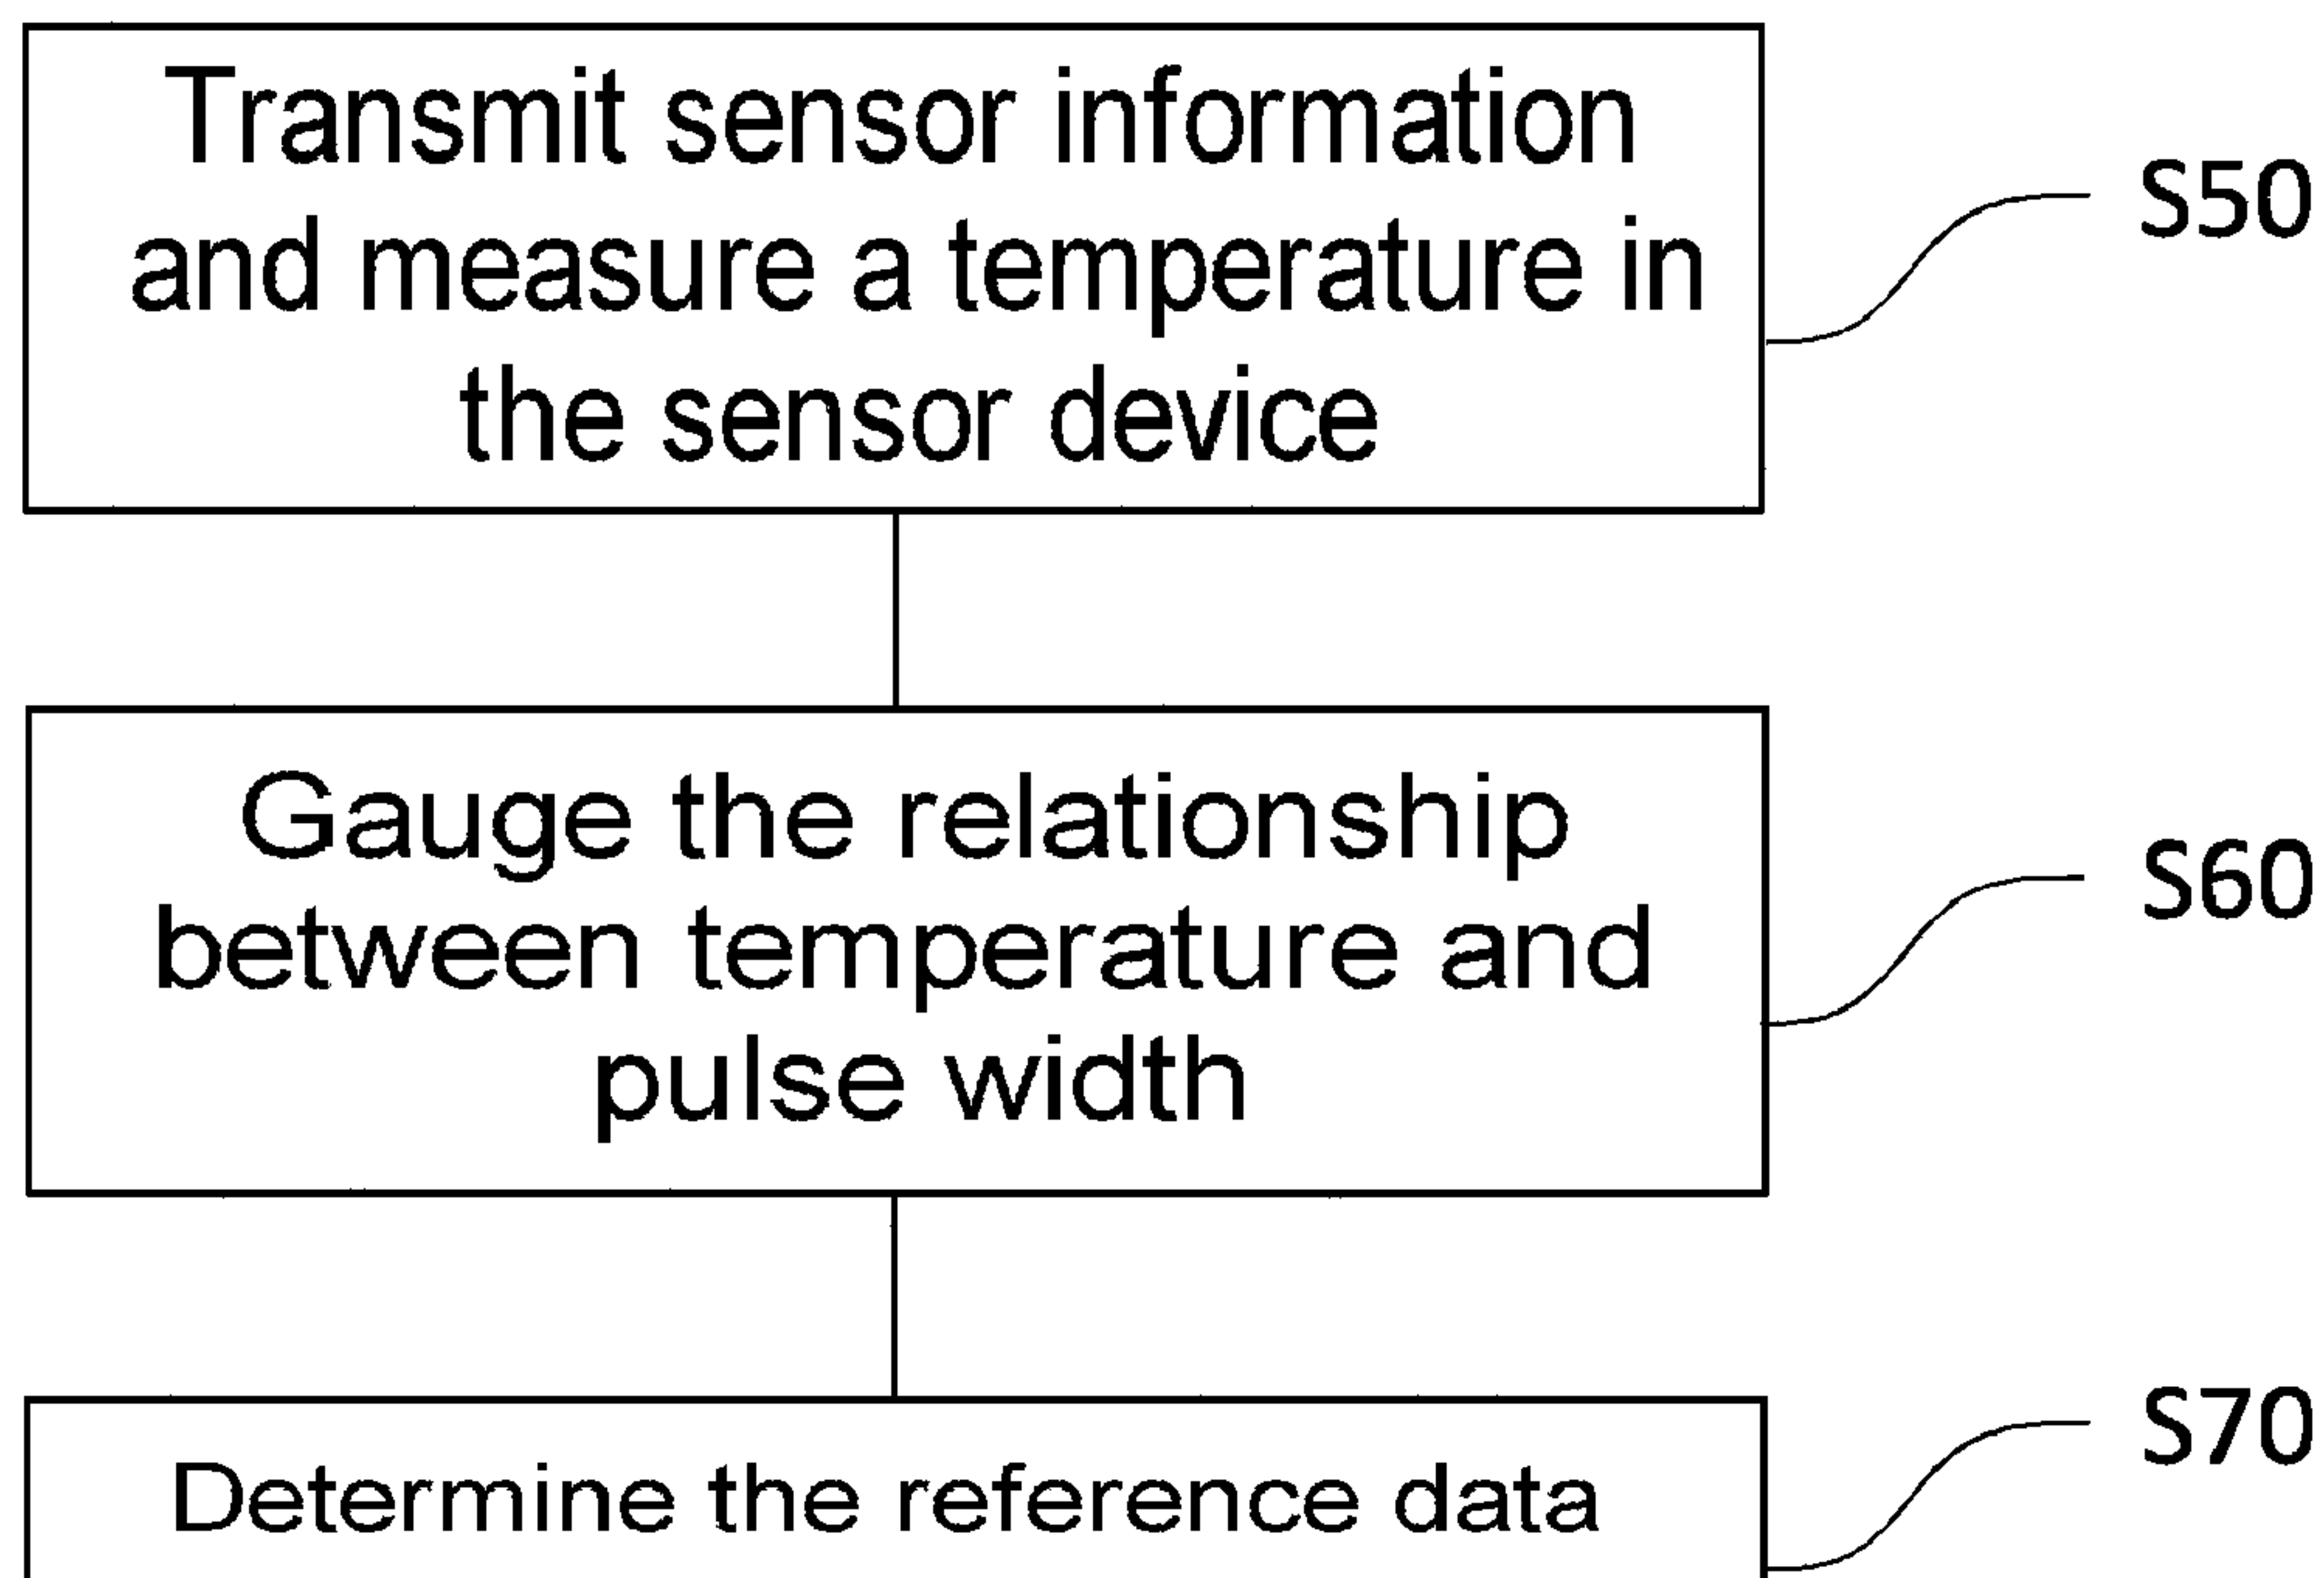 Transmit sensor information
and measure a temperature in
the sensor device
S50
Gauge the relationship
between temperature and
pulse width
S60
Determine the reference data
S70